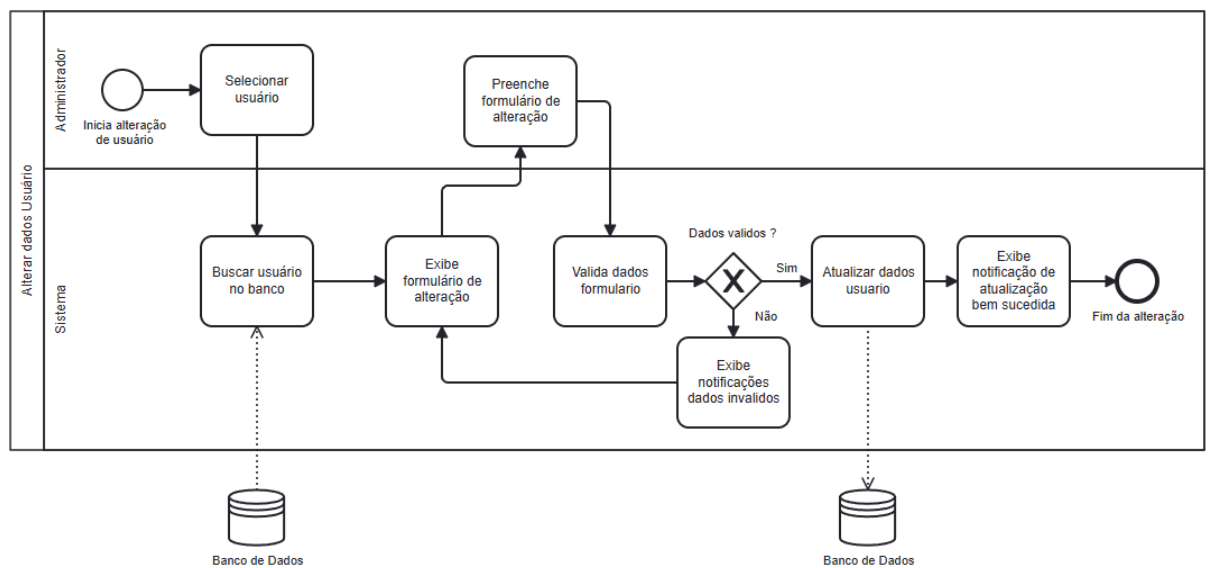 Alterar dados Usuário
Administrador
Inicia alteração
de usuário
Selecionar
usuário
Preenche
formulário de
alteração
Sistema
Buscar usuário
no banco
Exibe
formulário de
alteração
Valida dados
formulario
Dados validos ?
Sim
Não
Exibe
notificações
dados invalidos
Atualizar dados
usuario
Exibe
notificação de
atualização
bem sucedida
Fim da alteração
Banco de Dados
Banco de Dados